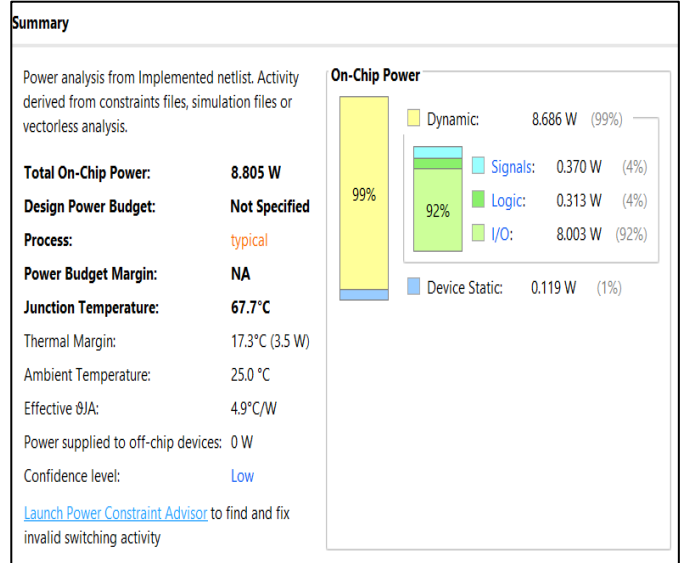 Summary
Power analysis from Implemented netlist. Activity
derived from constraints files, simulation files or
vectorless analysis.
Total On-Chip Power: 8.805 W
Design Power Budget: Not Specified
Process: typical
Power Budget Margin: NA
Junction Temperature: 67.7°C
Thermal Margin: 17.3°C (3.5 W)
Ambient Temperature: 25.0 °C
Effective ϑJA: 4.9°C/W
Power supplied to off-chip devices: 0 W
Confidence level: Low
Launch Power Constraint Advisor to find and fix
invalid switching activity
On-Chip Power
99%
Dynamic: 8.686 W (99%)
92%
Signals: 0.370 W (4%)
Logic: 0.313 W (4%)
I/O: 8.003 W (92%)
Device Static: 0.119 W (1%)